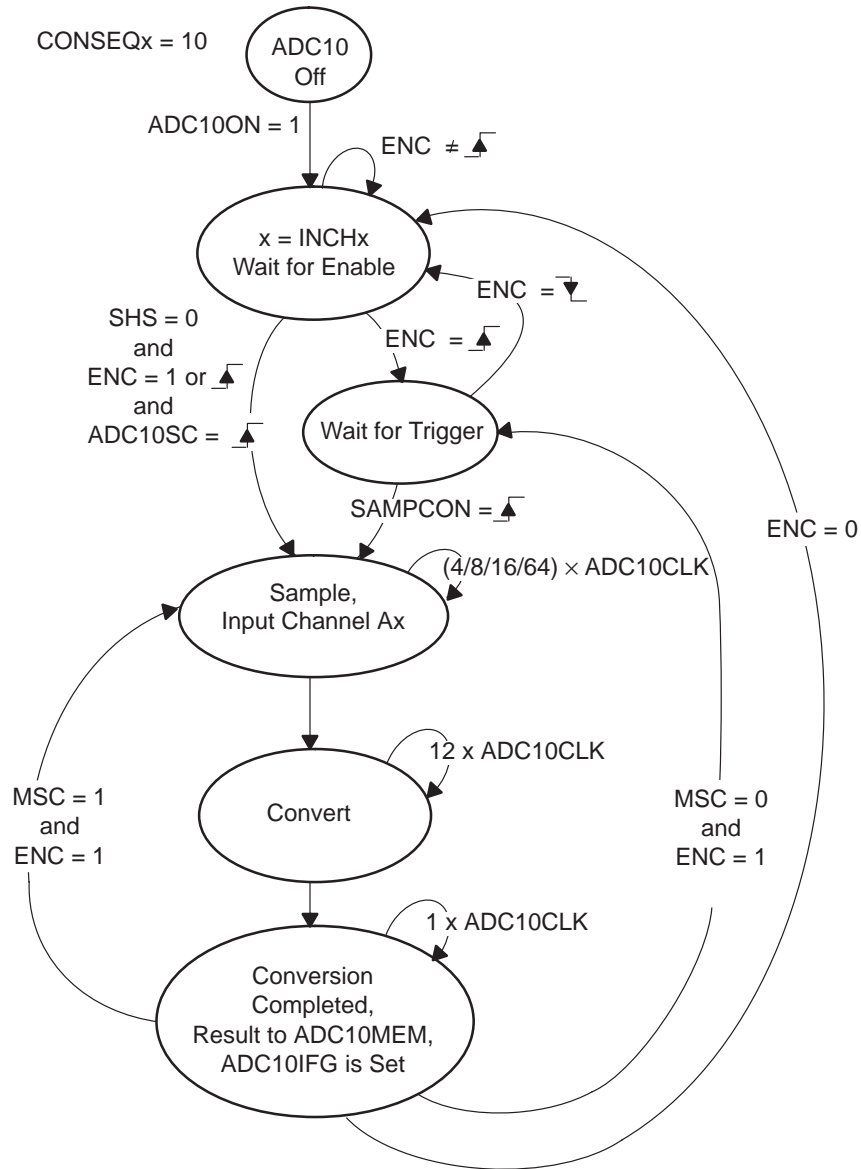 CONSEQx = 10
ADC10
Off
ADC10ON = 1
ENC ≠
x = INCHx
Wait for Enable
ENC =
SHS = 0
and
ENC = 1 or
and
ADC10SC =
ENC =
Wait for Trigger
SAMPCON =
ENC = 0
(4/8/16/64) × ADC10CLK
Sample,
Input Channel Ax
12 x ADC10CLK
Convert
MSC = 1
and
ENC = 1
MSC = 0
and
ENC = 1
1 x ADC10CLK
Conversion
Completed,
Result to ADC10MEM,
ADC10IFG is Set